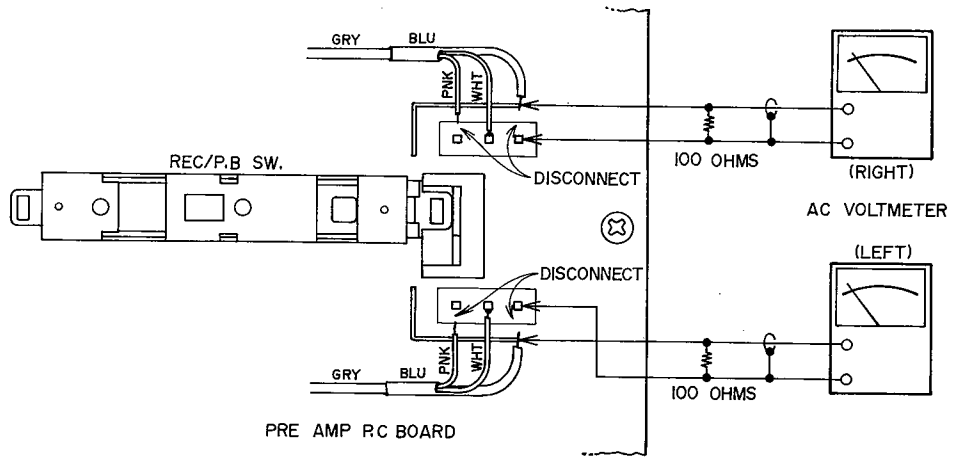 GRY
BLU
PNK
WHT
100 OHMS
(RIGHT)
REC/P.B SW.
DISCONNECT
AC VOLTMETER
(LEFT)
DISCONNECT
PNK
WHT
GRY
BLU
100 OHMS
PRE AMP P.C BOARD